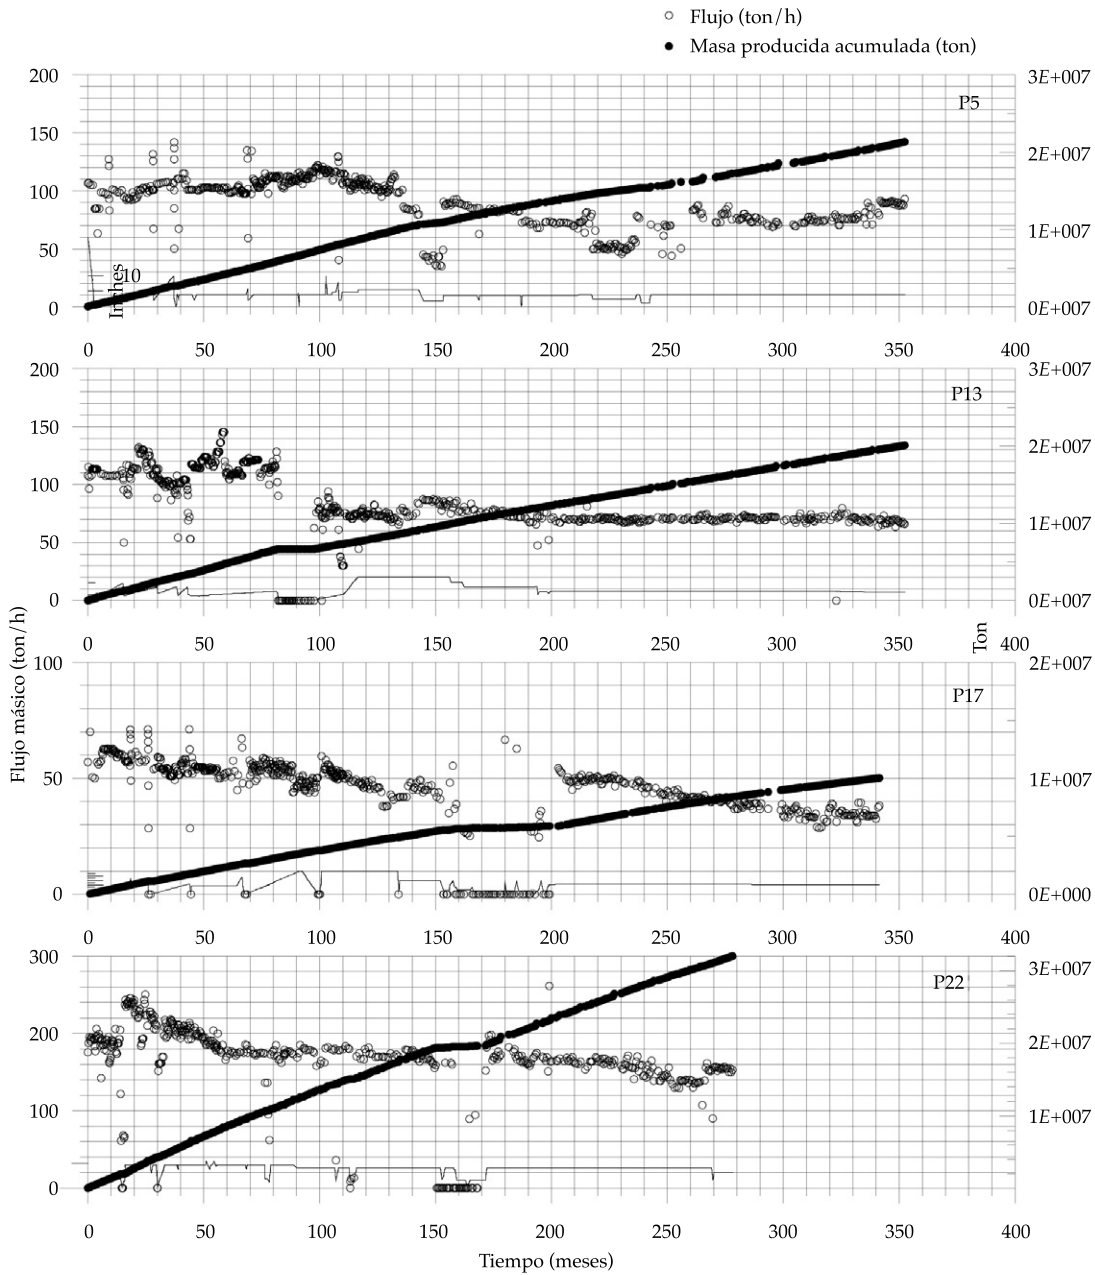 Flujo (ton/h)
Masa producida acumulada (ton)
200
150
100
50
0
3E+007
2E+007
1E+007
0E+007
P5
10
Inches
0 50 100 150 200 250 300 350 400
200
150
100
50
0
3E+007
2E+007
1E+007
0E+007
P13
0 50 100 150 200 250 300 350 400
Ton
Flujo másico (ton/h)
100
50
0
2E+007
1E+007
0E+000
P17
0 50 100 150 200 250 300 350 400
300
200
100
0
3E+007
2E+007
1E+007
P22
0 50 100 150 200 250 300 350 400
Tiempo (meses)